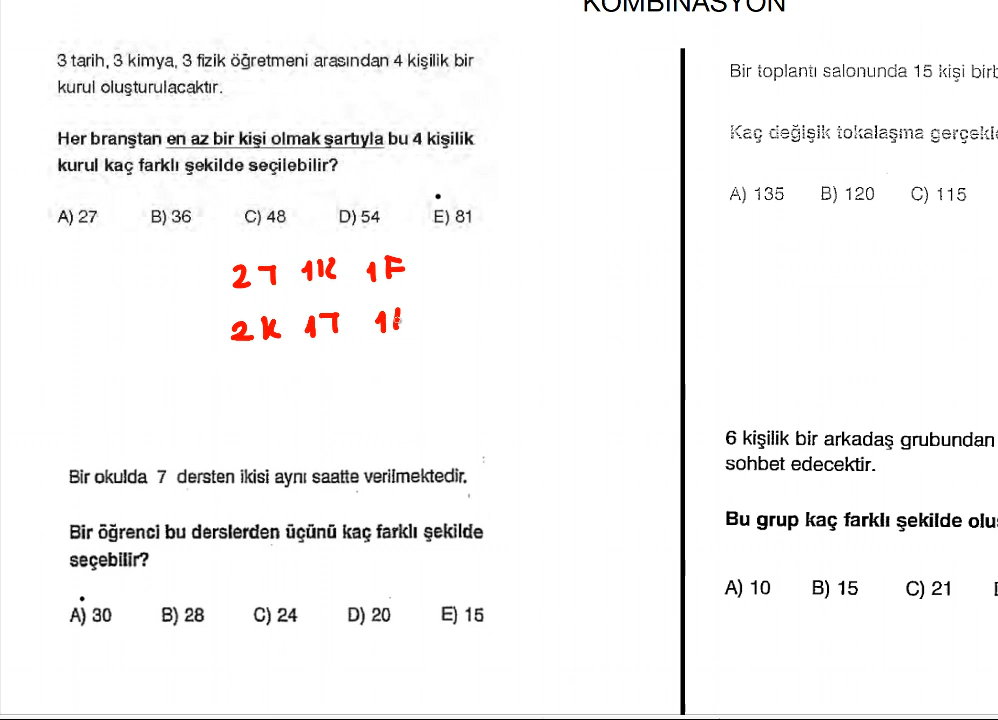 KOMBİNASYON
3 tarih, 3 kimya, 3 fizik öğretmeni arasından 4 kişilik bir
kurul oluşturulacaktır.
Her branştan en az bir kişi olmak şartıyla bu 4 kişilik
kurul kaç farklı şekilde seçilebilir?
A) 27 B) 36 C) 48 D) 54 E) 81
2T 1K 1F
2K 1T
Bir okulda 7 dersten ikisi aynı saatte verilmektedir.
Bir öğrenci bu derslerden üçünü kaç farklı şekilde
seçebilir?
A) 30 B) 28 C) 24 D) 20 E) 15
Bir toplantı salonunda 15 kişi birb
Kaç değişik tokalaşma gerçekle
A) 135 B) 120 C) 115
6 kişilik bir arkadaş grubundan
sohbet edecektir.
Bu grup kaç farklı şekilde olu
A) 10 B) 15 C) 21